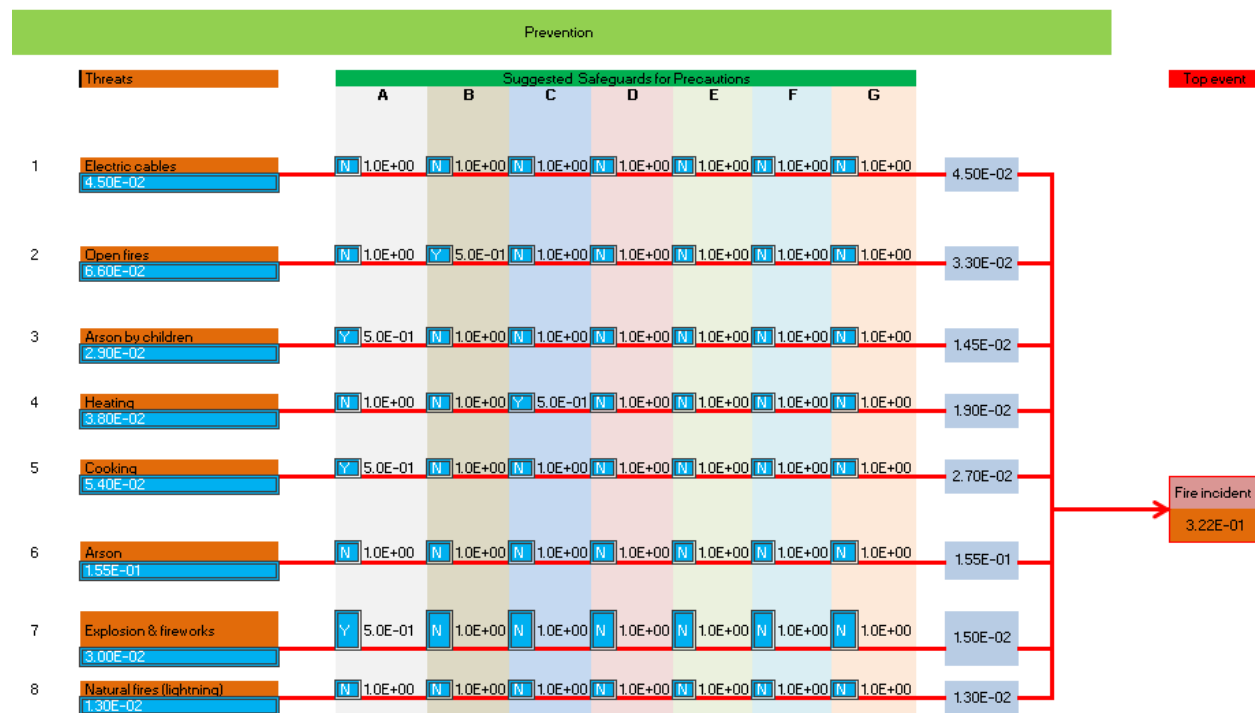 Prevention
Threats Suggested Safeguards for Precautions Top event
A B C D E F G
1 Electric cables N 1.0E+00 N 1.0E+00 N 1.0E+00 N 1.0E+00 N 1.0E+00 N 1.0E+00 N 1.0E+00 4.50E-02
4.50E-02
2 Open fires N 1.0E+00 Y 5.0E-01 N 1.0E+00 N 1.0E+00 N 1.0E+00 N 1.0E+00 N 1.0E+00 3.30E-02
6.60E-02
3 Arson by children Y 5.0E-01 N 1.0E+00 N 1.0E+00 N 1.0E+00 N 1.0E+00 N 1.0E+00 N 1.0E+00 1.45E-02
2.90E-02
4 Heating N 1.0E+00 N 1.0E+00 Y 5.0E-01 N 1.0E+00 N 1.0E+00 N 1.0E+00 N 1.0E+00 1.90E-02
3.80E-02
5 Cooking Y 5.0E-01 N 1.0E+00 N 1.0E+00 N 1.0E+00 N 1.0E+00 N 1.0E+00 N 1.0E+00 2.70E-02
5.40E-02
Fire incident
3.22E-01
6 Arson N 1.0E+00 N 1.0E+00 N 1.0E+00 N 1.0E+00 N 1.0E+00 N 1.0E+00 N 1.0E+00 1.55E-01
1.55E-01
7 Explosion & fireworks Y 5.0E-01 N 1.0E+00 N 1.0E+00 N 1.0E+00 N 1.0E+00 N 1.0E+00 N 1.0E+00 1.50E-02
3.00E-02
8 Natural fires (lightning) N 1.0E+00 N 1.0E+00 N 1.0E+00 N 1.0E+00 N 1.0E+00 N 1.0E+00 N 1.0E+00 1.30E-02
1.30E-02